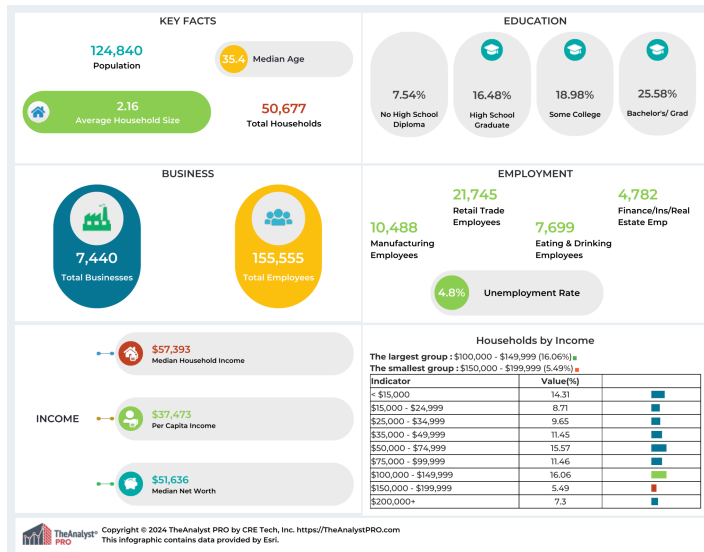 KEY FACTS
124,840
Population
35.4
Median Age
2.16
Average Household Size
50,677
Total Households
EDUCATION
7.54%
No High School
Diploma
16.48%
High School
Graduate
18.98%
Some College
25.58%
Bachelor's/ Grad
BUSINESS
7,440
Total Businesses
155,555
Total Employees
EMPLOYMENT
10,488
Manufacturing
Employees
21,745
Retail Trade
Employees
7,699
Eating & Drinking
Employees
4,782
Finance/Ins/Real
Estate Emp
4.8%
Unemployment Rate
INCOME
$57,393
Median Household Income
$37,473
Per Capita Income
$51,636
Median Net Worth
Households by Income
The largest group : $100,000 - $149,999 (16.06%)
The smallest group : $150,000 - $199,999 (5.49%)
Indicator Value(%)
< $15,000 14.31
$15,000 - $24,999 8.71
$25,000 - $34,999 9.65
$35,000 - $49,999 11.45
$50,000 - $74,999 15.57
$75,000 - $99,999 11.46
$100,000 - $149,999 16.06
$150,000 - $199,999 5.49
$200,000+ 7.3
TheAnalyst®
PRO
Copyright © 2024 TheAnalyst PRO by CRE Tech, Inc. https://TheAnalystPRO.com
This infographic contains data provided by Esri.